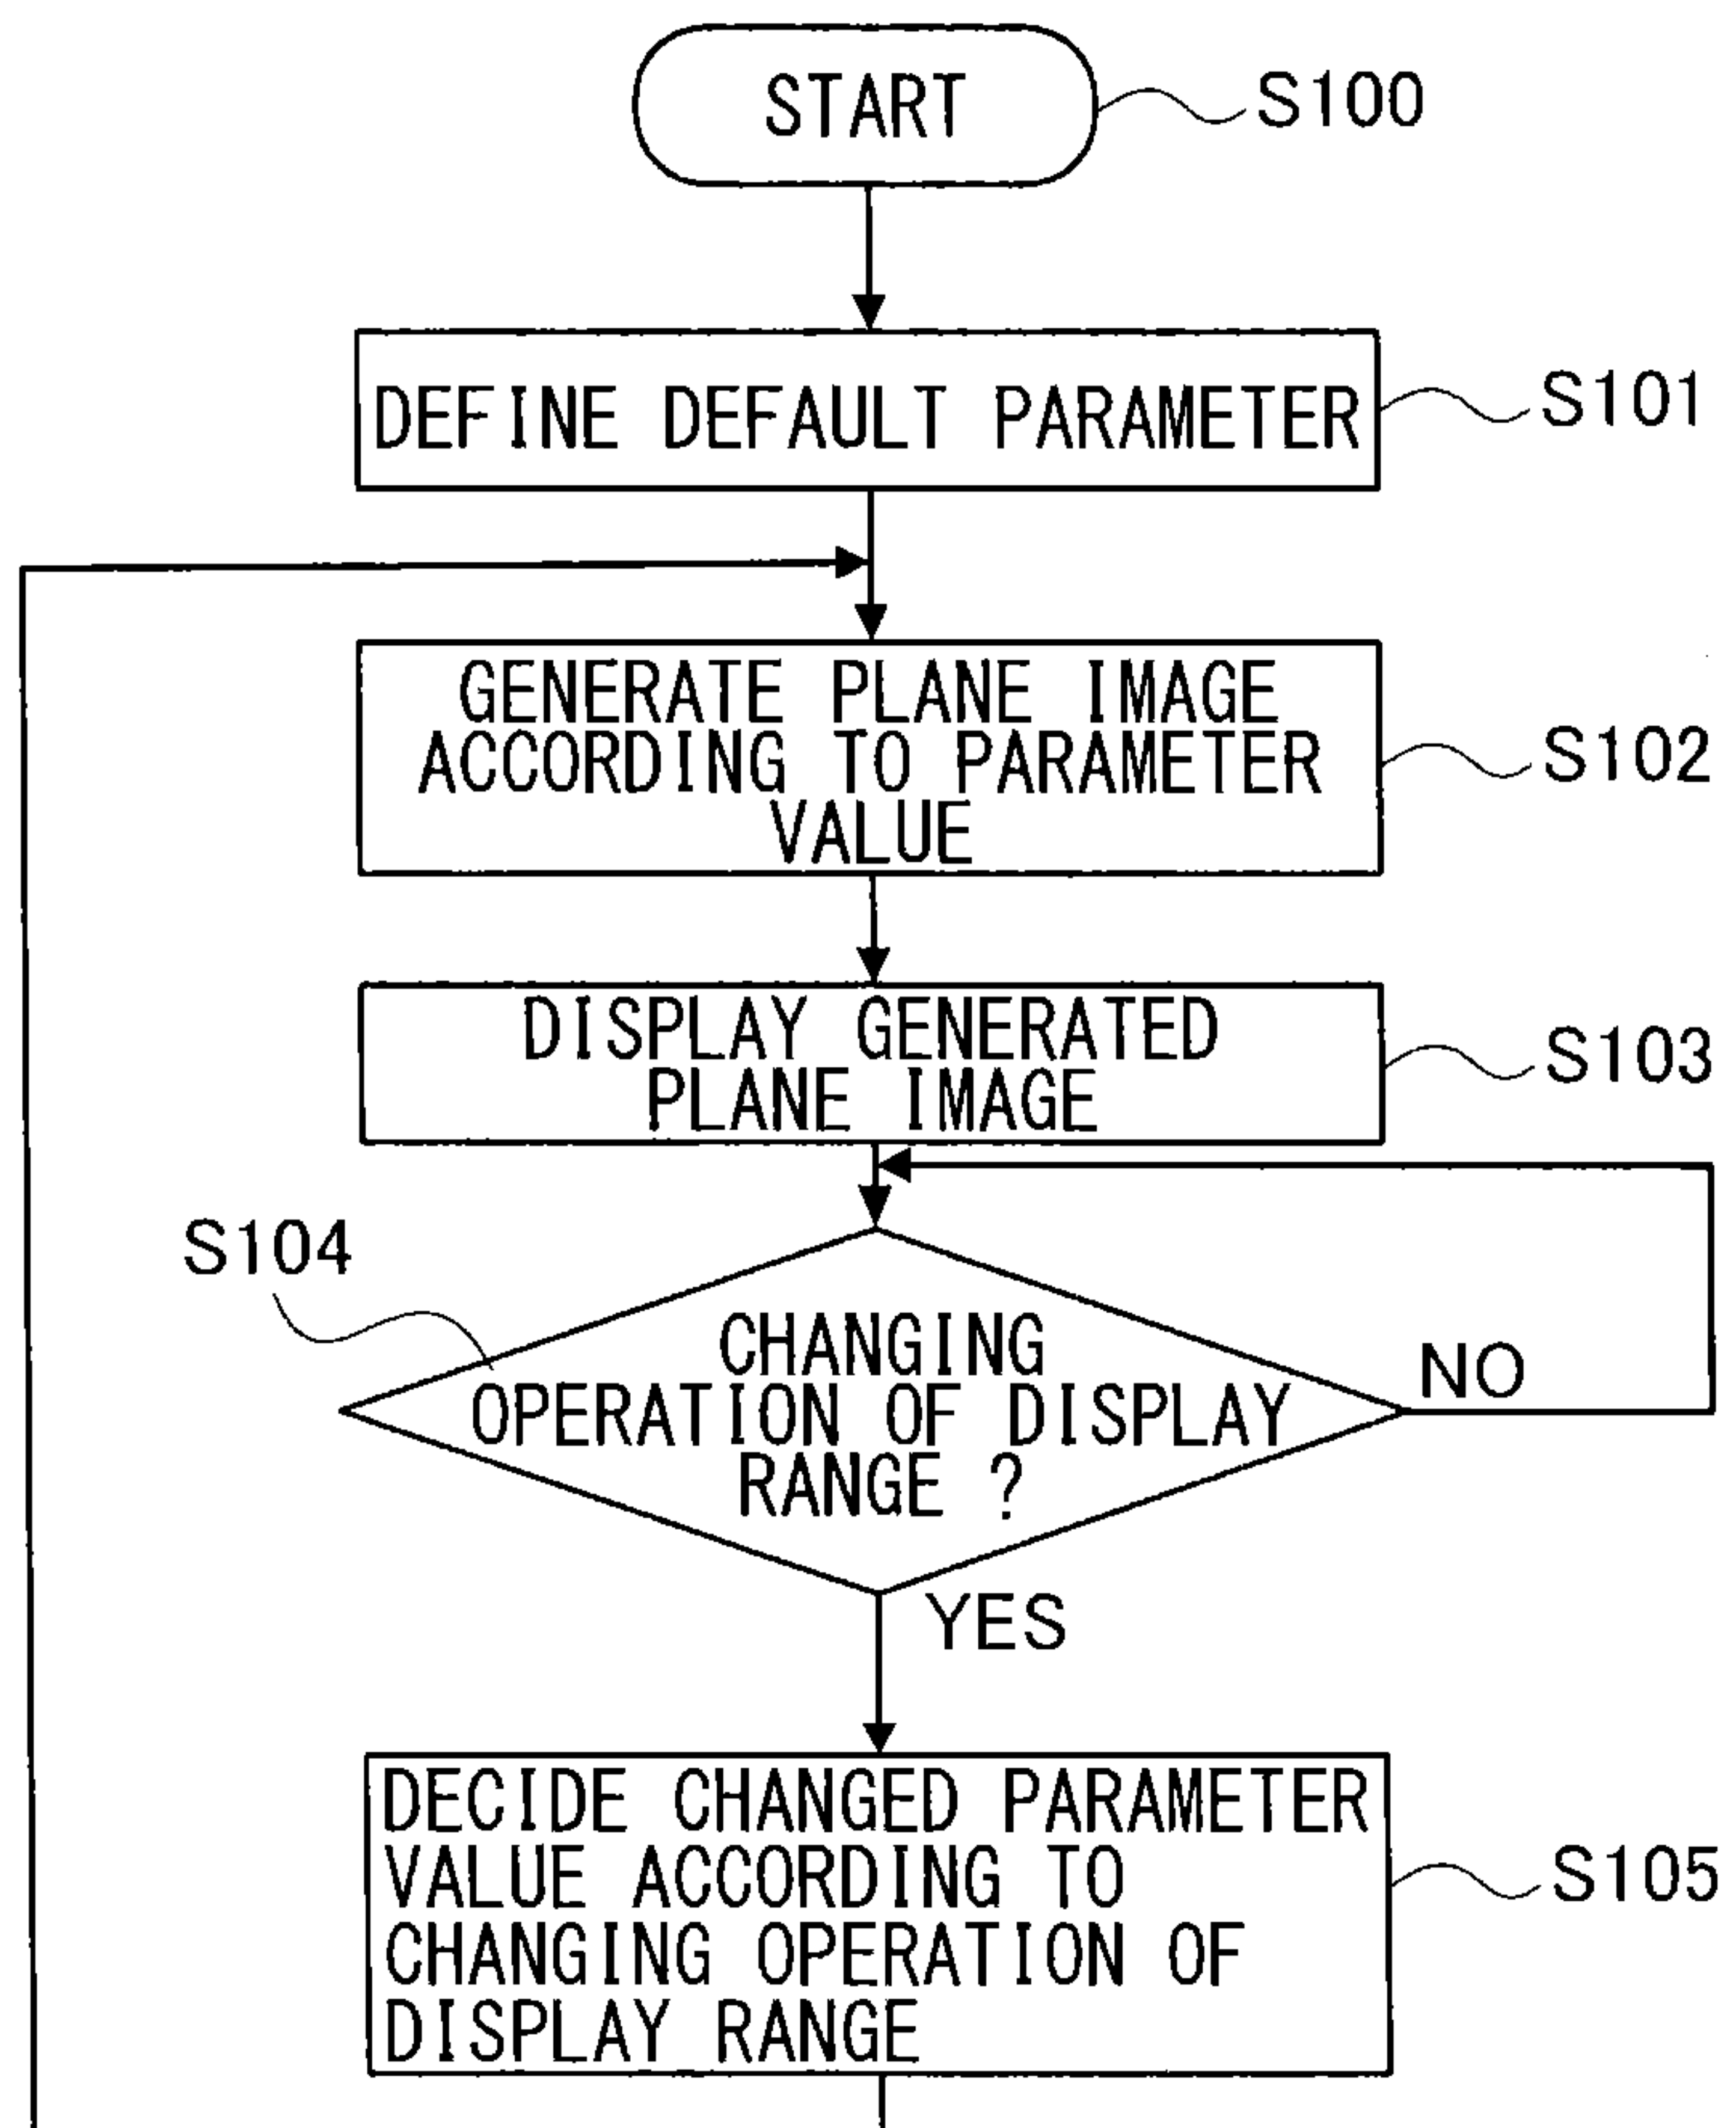 START
S100
DEFINE DEFAULT PARAMETER
S101
GENERATE PLANE IMAGE
ACCORDING TO PARAMETER
VALUE
S102
DISPLAY GENERATED
PLANE IMAGE
S103
S104
CHANGING
OPERATION OF DISPLAY
RANGE ?
NO
YES
DECIDE CHANGED PARAMETER
VALUE ACCORDING TO
CHANGING OPERATION OF
DISPLAY RANGE
S105